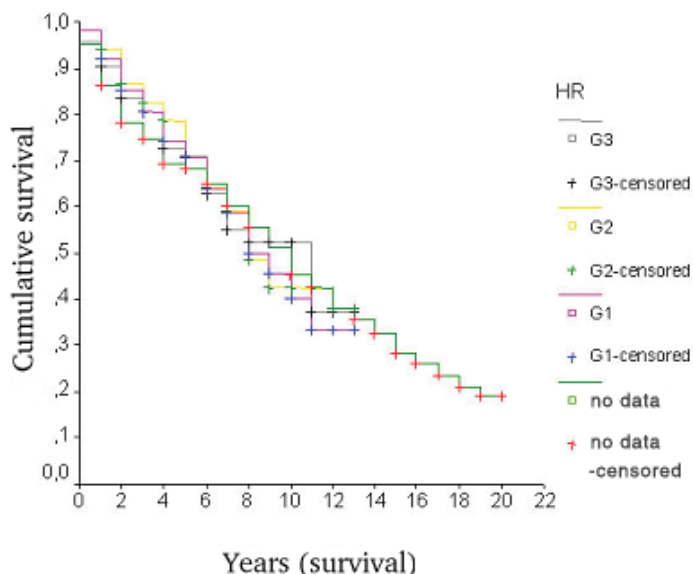 1,0
,9
,8
,7
,6
,5
,4
,3
,2
,1
0,0
Cumulative survival
0 2 4 6 8 10 12 14 16 18 20 22
Years (survival)
HR
G3
G3-censored
G2
G2-censored
G1
G1-censored
no data
no data
-censored